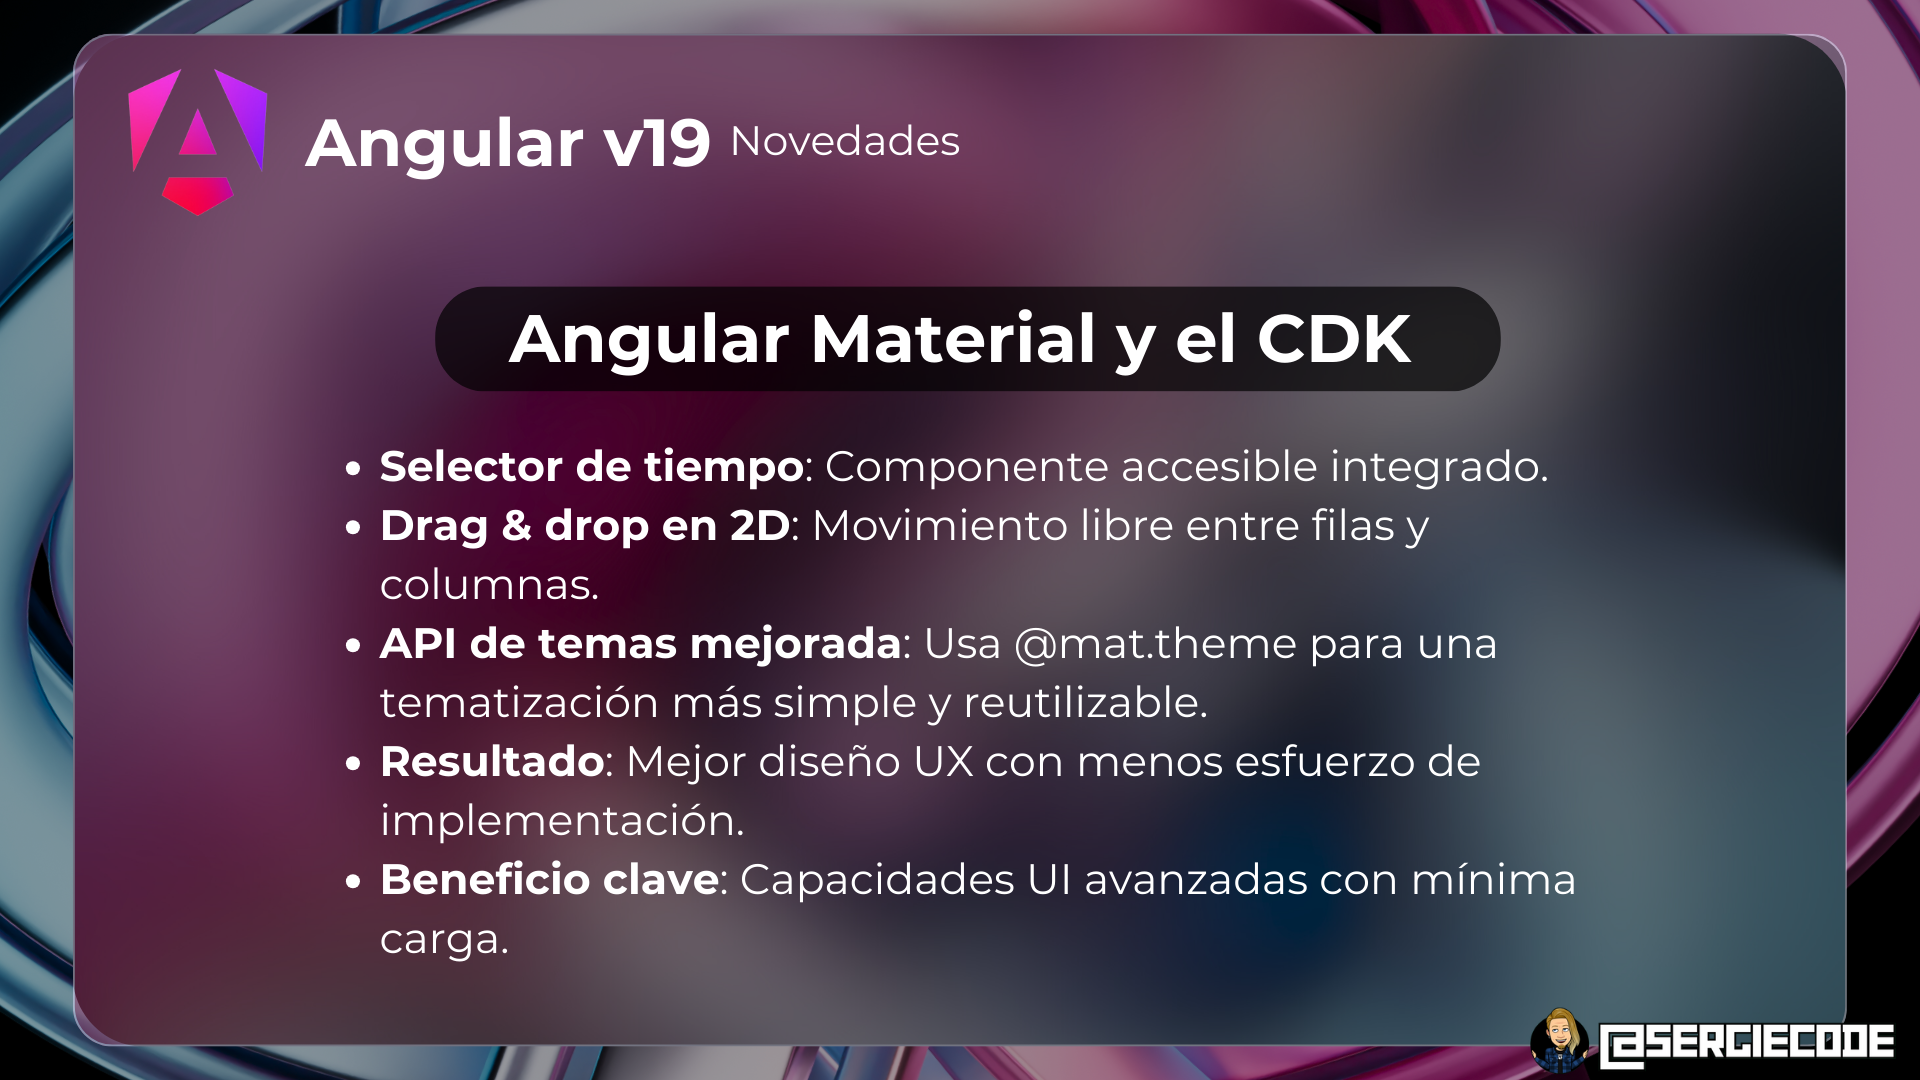 Angular v19 Novedades
Angular Material y el CDK
• Selector de tiempo: Componente accesible integrado.
• Drag & drop en 2D: Movimiento libre entre filas y
columnas.
• API de temas mejorada: Usa @mat.theme para una
tematización más simple y reutilizable.
• Resultado: Mejor diseño UX con menos esfuerzo de
implementación.
• Beneficio clave: Capacidades UI avanzadas con mínima
carga.
@SERGIECODE